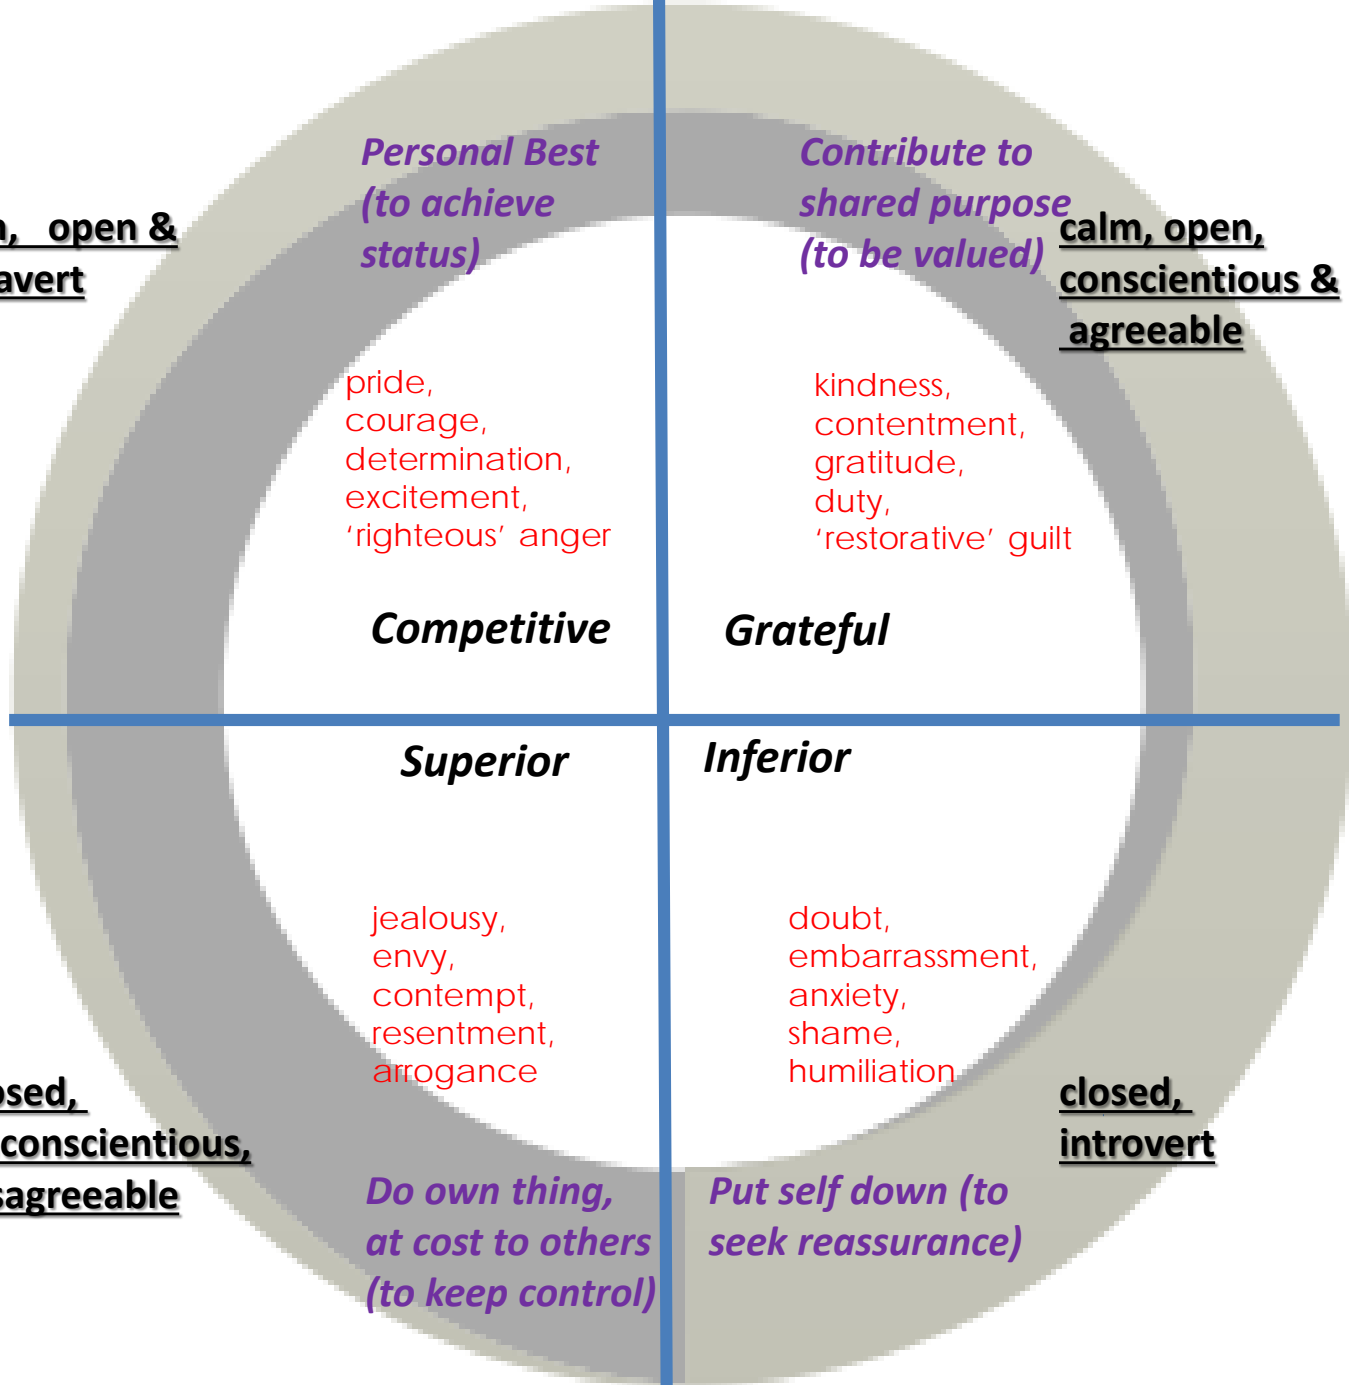 Personal Best
(to achieve
status)
Contribute to
shared purpose
(to be valued)
open &
calm, open,
conscientious &
agreeable
pride,
courage,
determination,
excitement,
‘righteous’ anger
kindness,
contentment,
gratitude,
duty,
‘restorative’ guilt
Competitive
Grateful
Superior
Inferior
jealousy,
envy,
contempt,
resentment,
arrogance
doubt,
embarrassment,
anxiety,
shame,
humiliation
conscientious,
closed,
introvert
Do own thing,
at cost to others
(to keep control)
Put self down (to
seek reassurance)